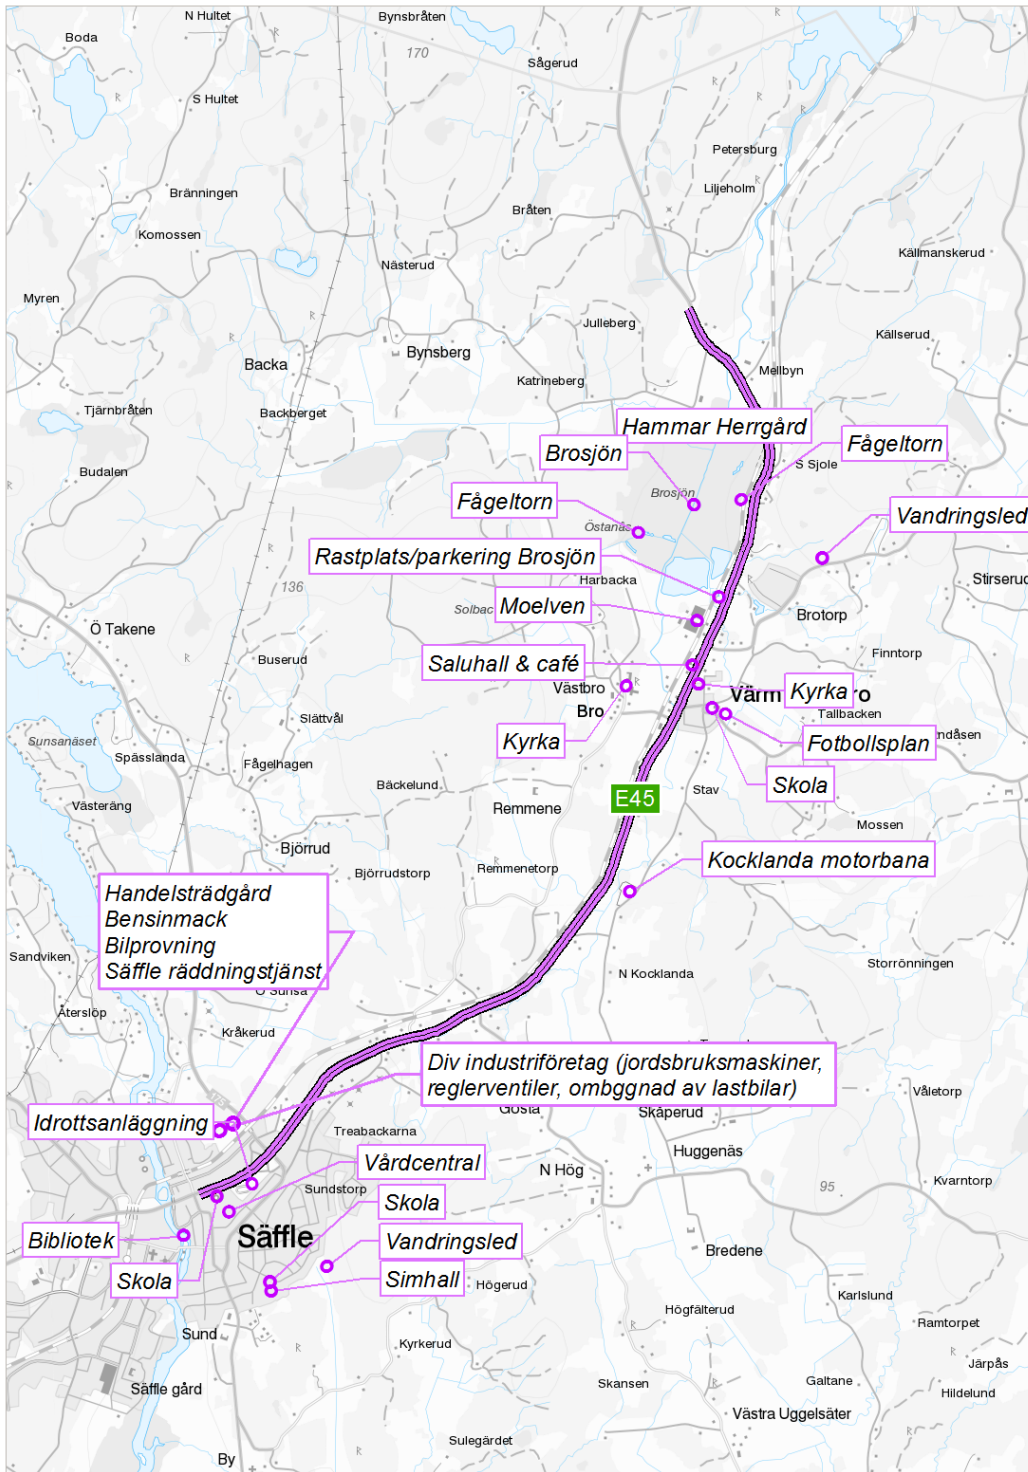 N Hultet
Bynsbråten
Boda
170
Sågerud
S Hultet
Petersburg
Liljeholm
Bränningen
Bråten
Komossen
Källmanskerud
Nästerud
Myren
Julleberg
Källserud
Bynsberg
Backa
Mellbyn
Katrineberg
Tjärnbråten
Backberget
Hammar Herrgård
Fågeltorn
Brosjön
S Sjole
Budalen
Brosjön
Fågeltorn
Vandringsled
Östanås
Rastplats/parkering Brosjön
Harbacka
Stirserud
136
Moelven
Solbac
Brotorp
Ö Takene
Finntorp
Buserud
Saluhall & café
Västbro
Kyrka
Värm
o
Bro
Tallbacken
Slättvål
Sunsanäset
Kyrka
Fotbollsplan
ndåsen
Spässlanda
Fågelhagen
Skola
Bäckelund
Stav
E45
Västeräng
Remmene
Mossen
Björrud
Kocklanda motorbana
Björrudstorp
Remmenetorp
Handelsträdgård
Bensinmack
Bilprovning
Säffle räddningstjänst
Sandviken
Storrönningen
N Kocklanda
Ö Sunsa
Återslöp
Kråkerud
Div industriföretag (jordsbruksmaskiner,
reglerventiler, ombggnad av lastbilar)
Våletorp
Gösta
Skäperud
Idrottsanläggning
Treabackarna
Huggenäs
Vårdcentral
N Hög
Sundstorp
95
Kvarntorp
Skola
Bibliotek
Säffle
Vandringsled
Bredene
Skola
Simhall
Högerud
Karlslund
Högfälterud
Ramtorpet
Sund
Kyrkerud
Järpås
Skansen
Galtane
Hildelund
Säffle gård
Västra Uggelsäter
Sulegärdet
By